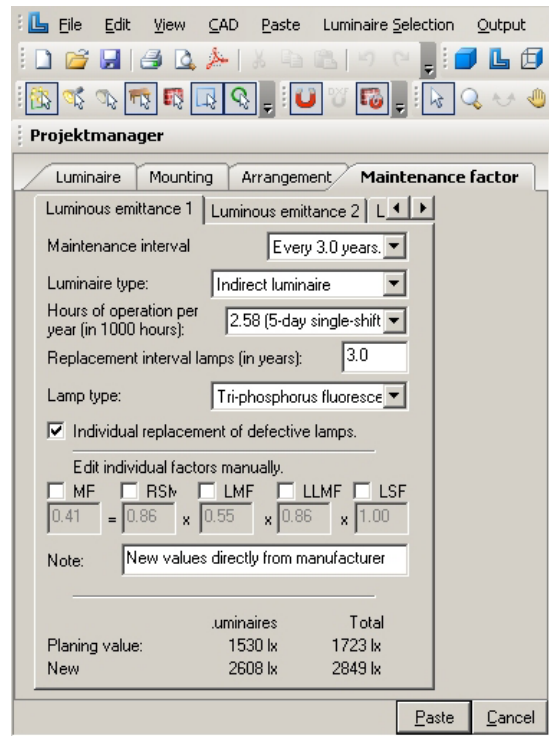 File Edit View CAD Paste Luminaire Selection Output
Projektmanager
Luminaire Mounting Arrangement Maintenance factor
Luminous emittance 1 Luminous emittance 2 L
Maintenance interval Every 3.0 years.
Luminaire type: Indirect luminaire
Hours of operation per
year (in 1000 hours): 2.58 (5-day single-shift
Replacement interval lamps (in years): 3.0
Lamp type: Tri-phosphorus fluoresce
Individual replacement of defective lamps.
Edit individual factors manually.
MF RSM LMF LLMF LSF
0.41 = 0.86 x 0.55 x 0.86 x 1.00
Note: New values directly from manufacturer
.uminaires Total
Planing value: 1530 lx 1723 lx
New 2608 lx 2849 lx
Paste Cancel